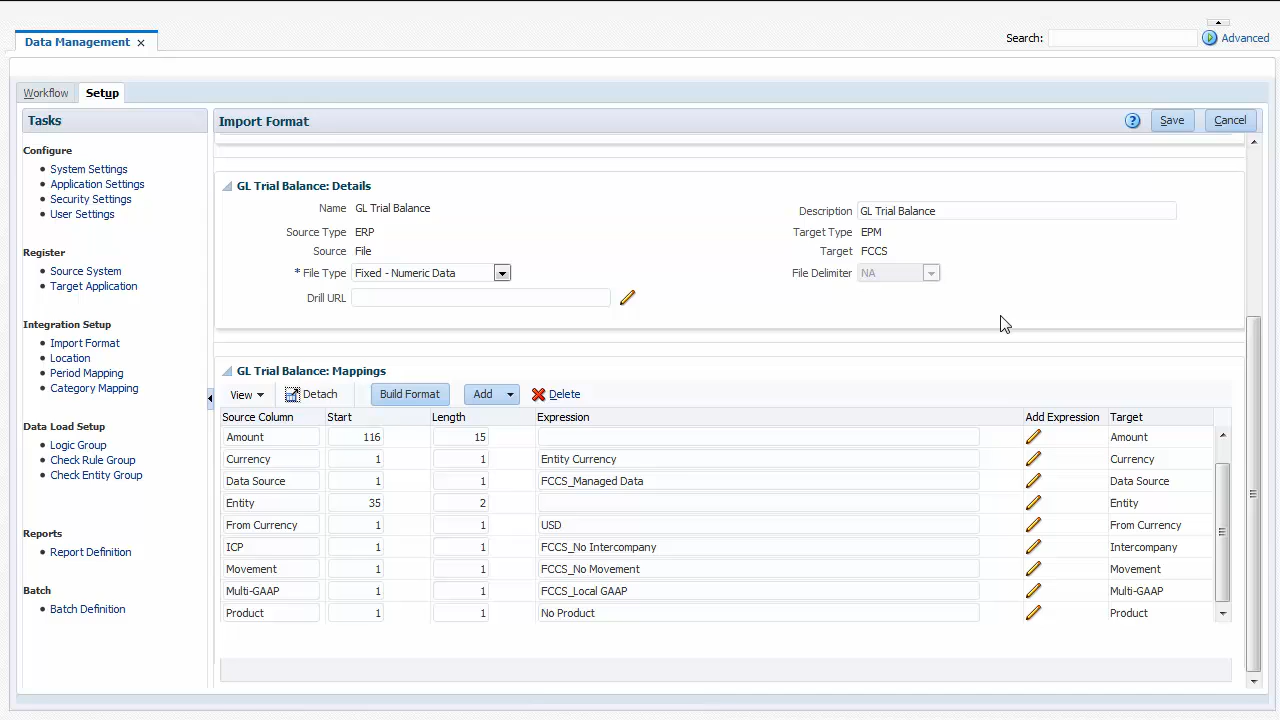 Data Management
Search: Advanced
Workflow Setup
Tasks
Configure
System Settings
Application Settings
Security Settings
User Settings
Register
Source System
Target Application
Integration Setup
Import Format
Location
Period Mapping
Category Mapping
Data Load Setup
Logic Group
Check Rule Group
Check Entity Group
Reports
Report Definition
Batch
Batch Definition
Import Format ? Save Cancel
GL Trial Balance: Details
Name GL Trial Balance Description GL Trial Balance
Source Type ERP Target Type EPM
Source File Target FCCS
* File Type Fixed - Numeric Data File Delimiter NA
Drill URL
GL Trial Balance: Mappings
View Detach Build Format Add Delete
Source Column Start Length Expression Add Expression Target
Amount 116 15 Amount
Currency 1 1 Entity Currency Currency
Data Source 1 1 FCCS_Managed Data Data Source
Entity 35 2 Entity
From Currency 1 1 USD From Currency
ICP 1 1 FCCS_No Intercompany Intercompany
Movement 1 1 FCCS_No Movement Movement
Multi-GAAP 1 1 FCCS_Local GAAP Multi-GAAP
Product 1 1 No Product Product